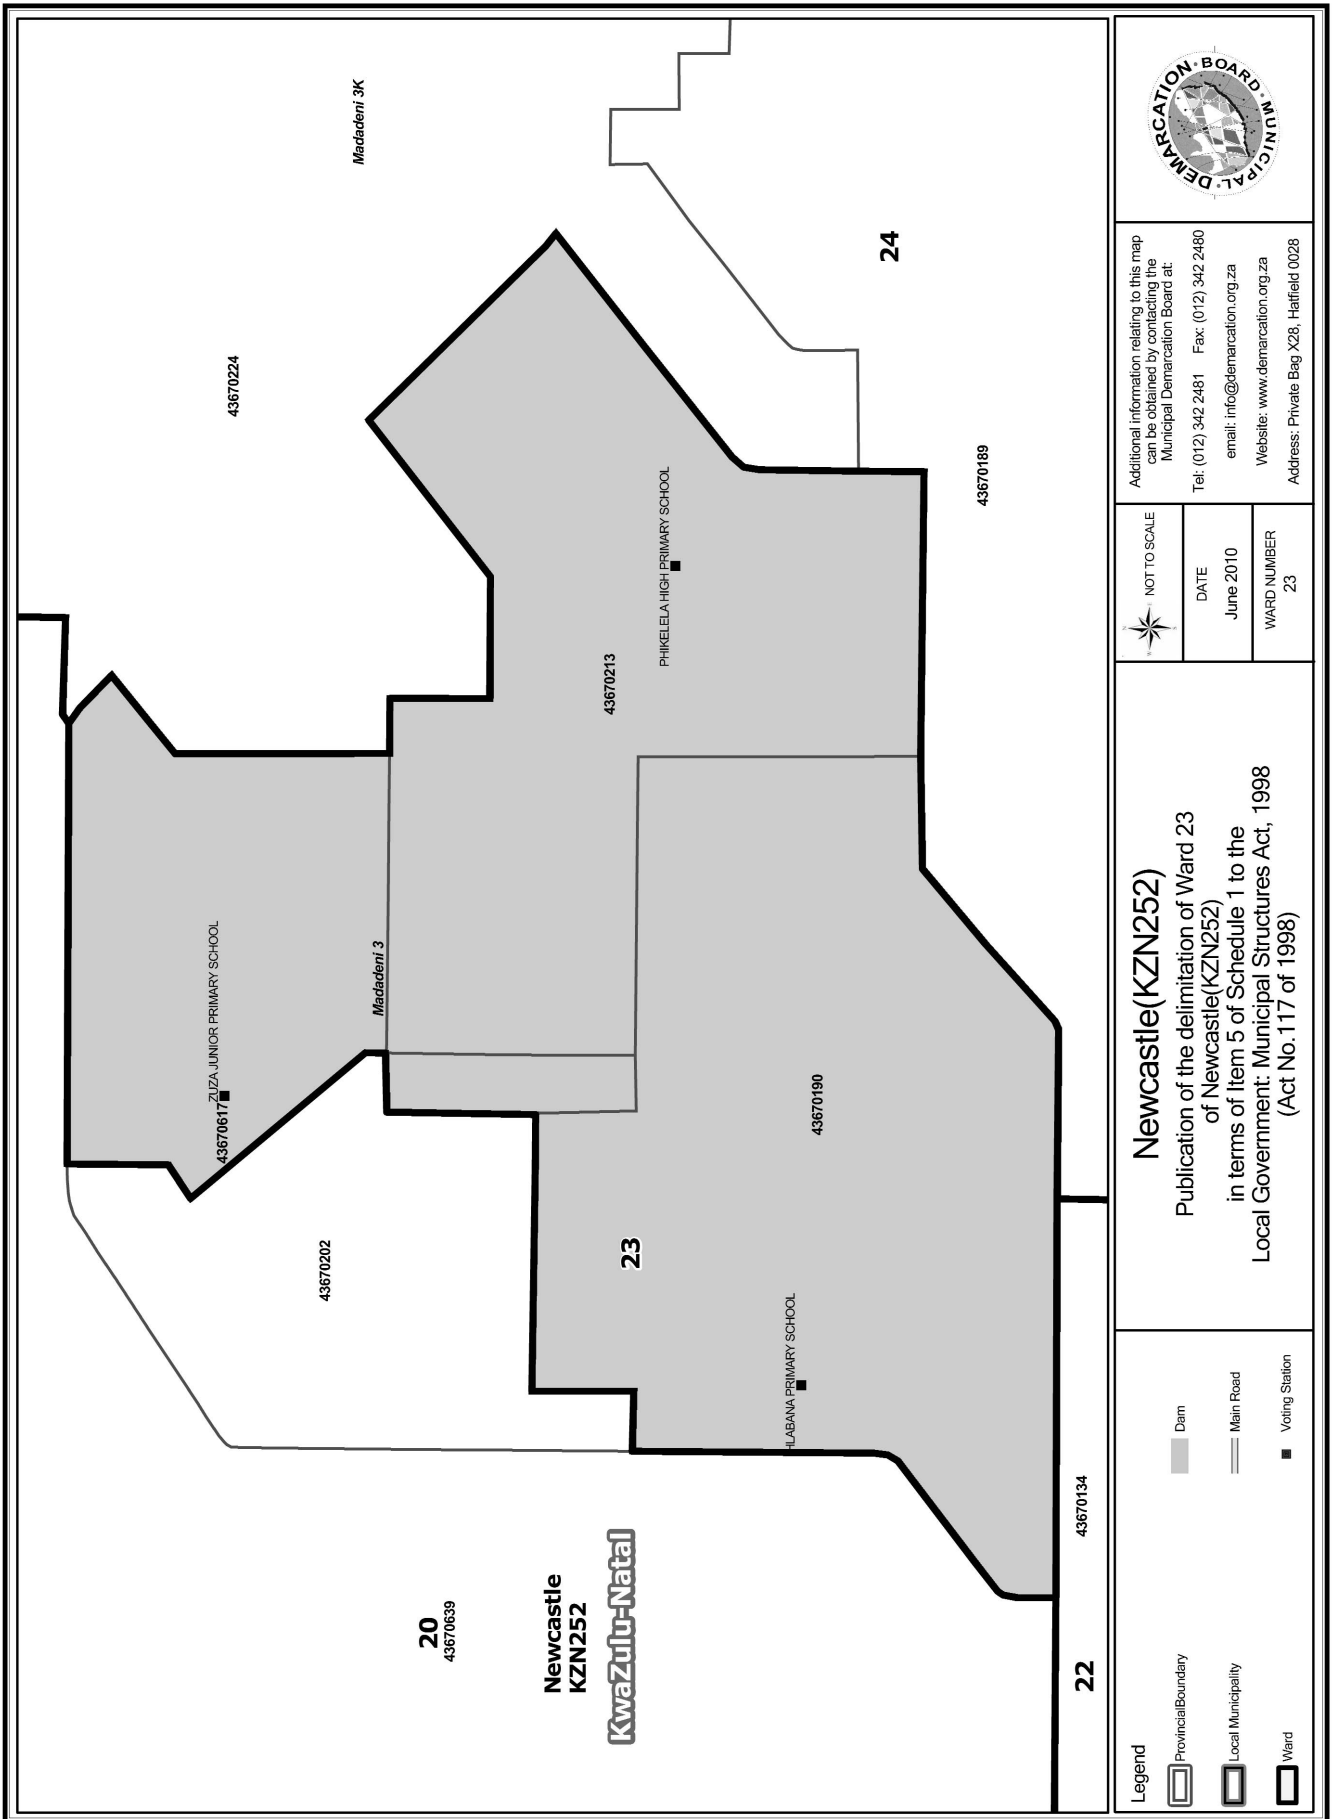 Madadeni 3K
43670224
24
43670189
PHIKELELA HIGH PRIMARY SCHOOL
43670213
ZUZA JUNIOR PRIMARY SCHOOL
43670617
Madadeni 3
43670190
43670202
23
HLABANA PRIMARY SCHOOL
20
43670639
Newcastle
KZN252
KwaZulu-Natal
43670134
22
Legend
ProvincialBoundary
Local Municipality
Ward
Dam
Main Road
Voting Station
Newcastle(KZN252)
Publication of the delimitation of Ward 23
of Newcastle(KZN252)
in terms of Item 5 of Schedule 1 to the
Local Government: Municipal Structures Act, 1998
(Act No.117 of 1998)
NOT TO SCALE
DATE
June 2010
WARD NUMBER
23
Additional information relating to this map
can be obtained by contacting the
Municipal Demarcation Board at:
Tel: (012) 342 2481 Fax: (012) 342 2480
email: info@demarcation.org.za
Website: www.demarcation.org.za
Address: Private Bag X28, Hatfield 0028
MUNICIPAL • DEMARCATION • BOARD •